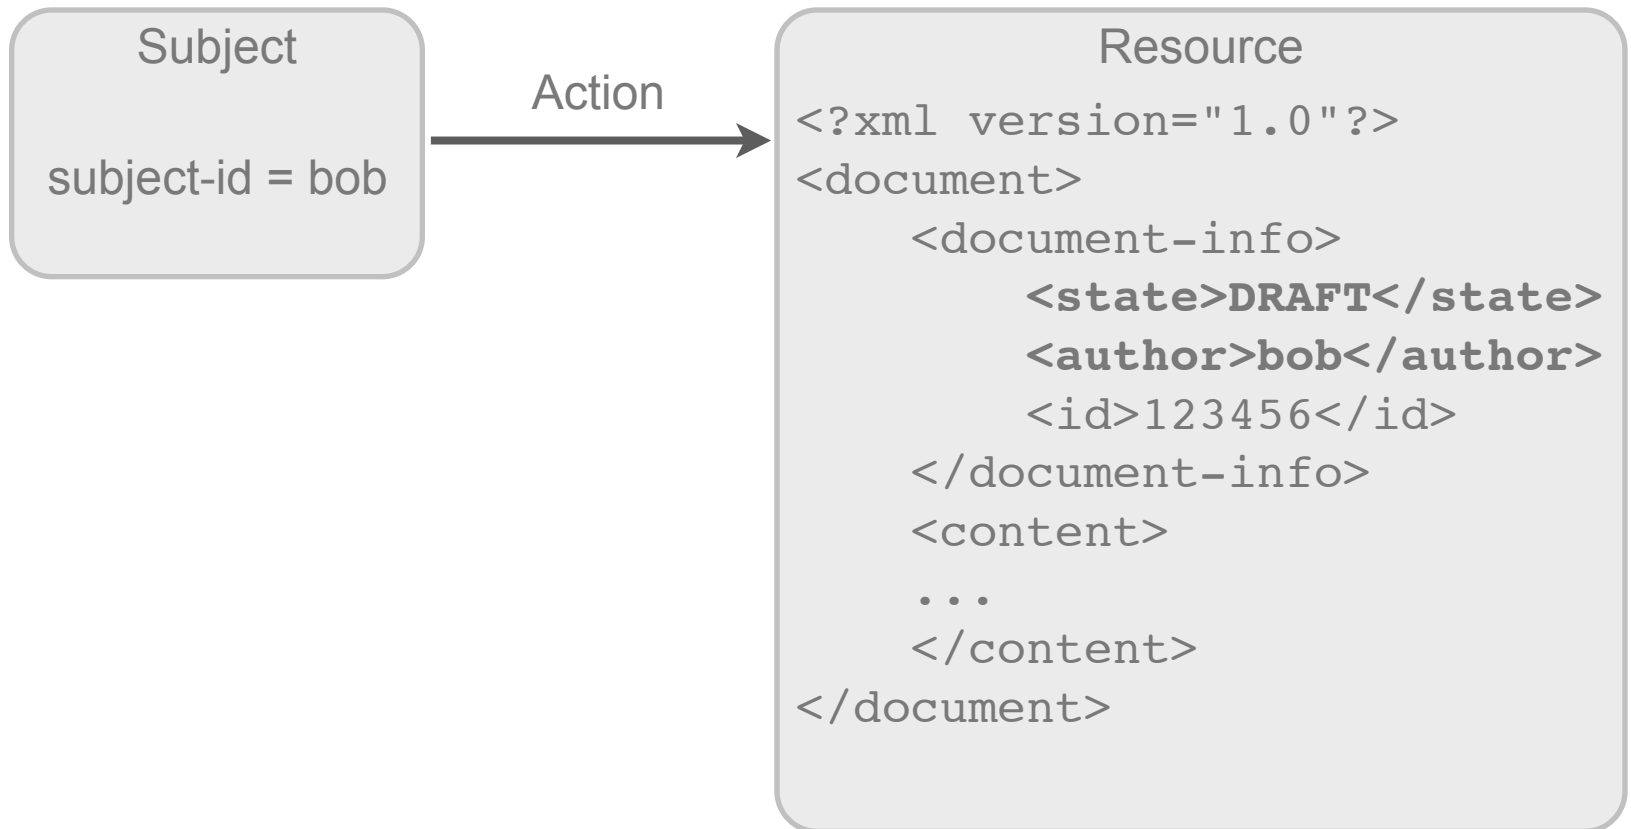 Subject
subject-id = bob
Action
Resource
<?xml version="1.0"?>
<document>
    <document-info>
        <state>DRAFT</state>
        <author>bob</author>
        <id>123456</id>
    </document-info>
    <content>
    ...
    </content>
</document>